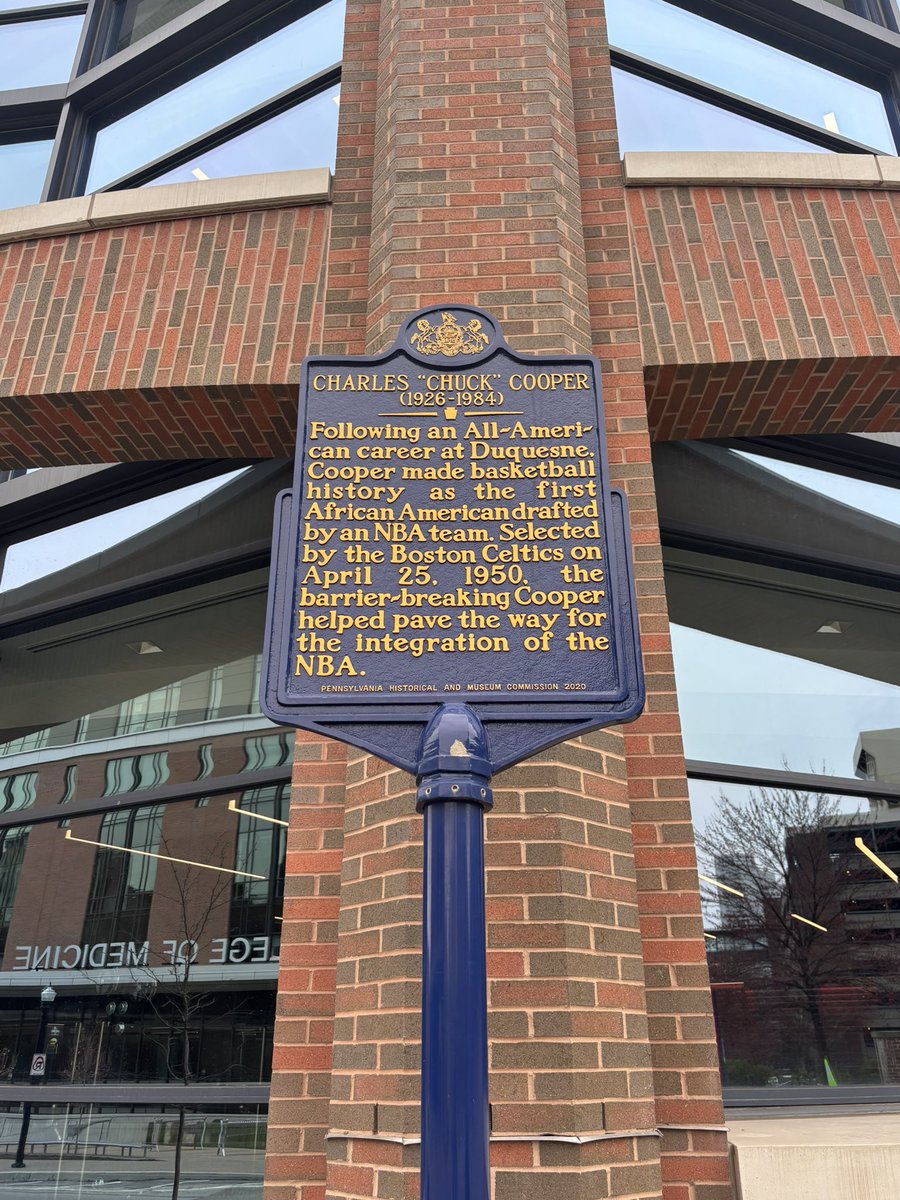 CHARLES "CHUCK" COOPER
(1926-1984)
Following an All-Ameri-
can career at Duquesne,
Cooper made basketball
history as the first
African American drafted
by an NBA team. Selected
by the Boston Celtics on
April 25, 1950, the
barrier-breaking Cooper
helped pave the way for
the integration of the
NBA.
PENNSYLVANIA HISTORICAL AND MUSEUM COMMISSION 2020
LEGE OF MEDICINE